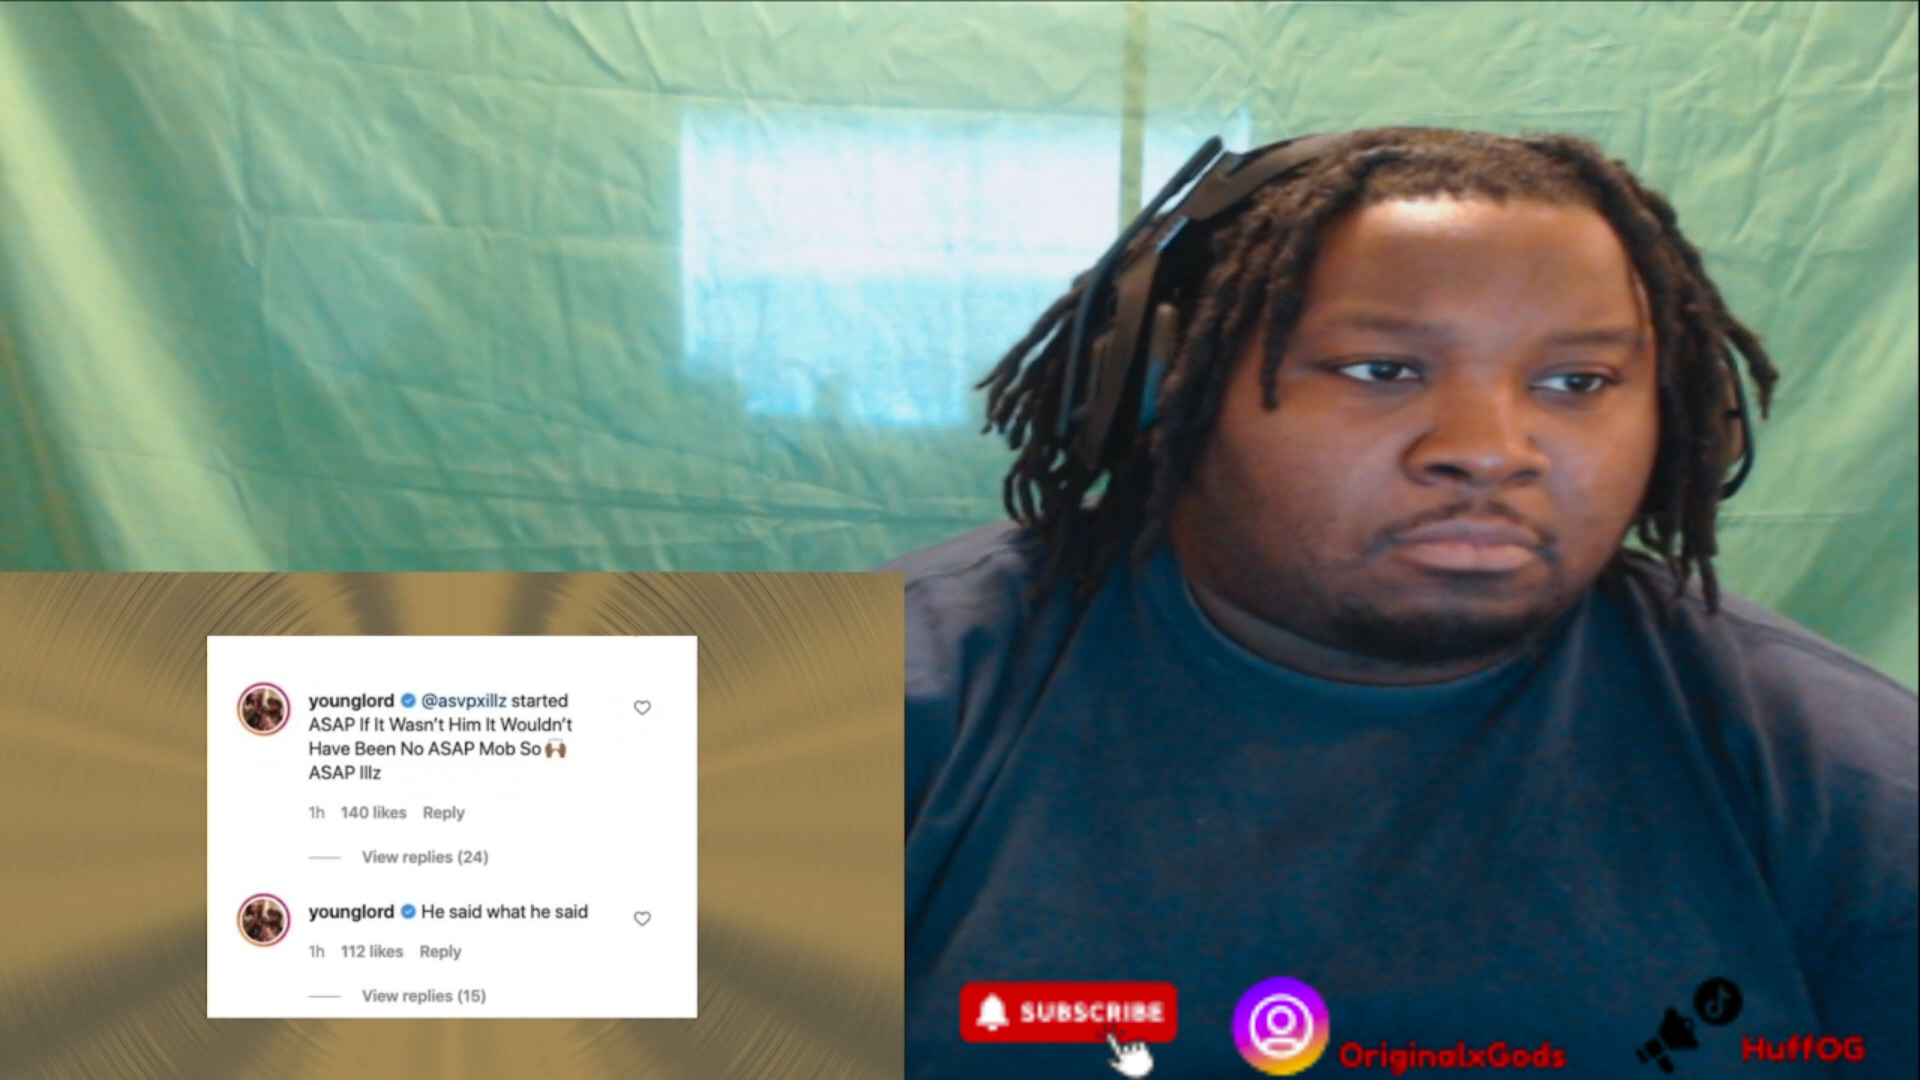 younglord @asvpxillz started
ASAP If It Wasn't Him It Wouldn't
Have Been No ASAP Mob So 🙌🏾
ASAP Illz
1h 140 likes Reply
View replies (24)
younglord He said what he said
1h 112 likes Reply
View replies (15)
SUBSCRIBE
OriginalxGods
HuffOG